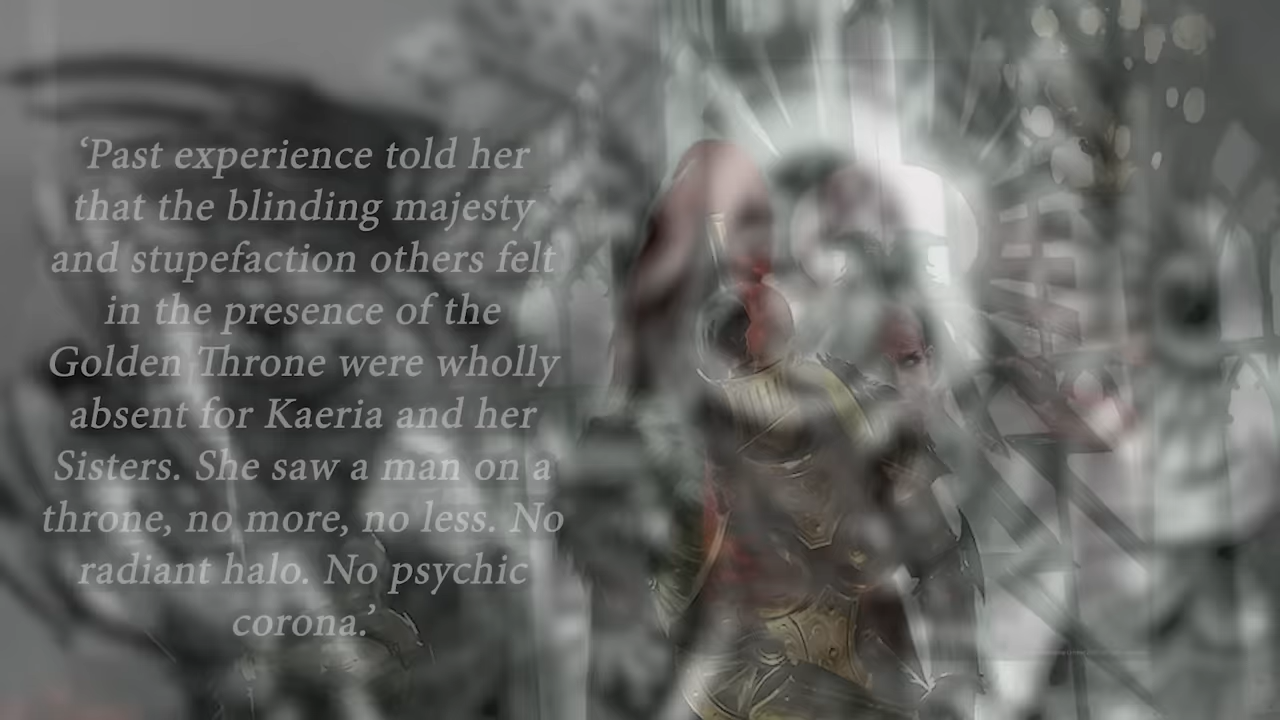 ‘Past experience told her
that the blinding majesty
and stupefaction others felt
in the presence of the
Golden Throne were wholly
absent for Kaeria and her
Sisters. She saw a man on a
throne, no more, no less. No
radiant halo. No psychic
corona.’